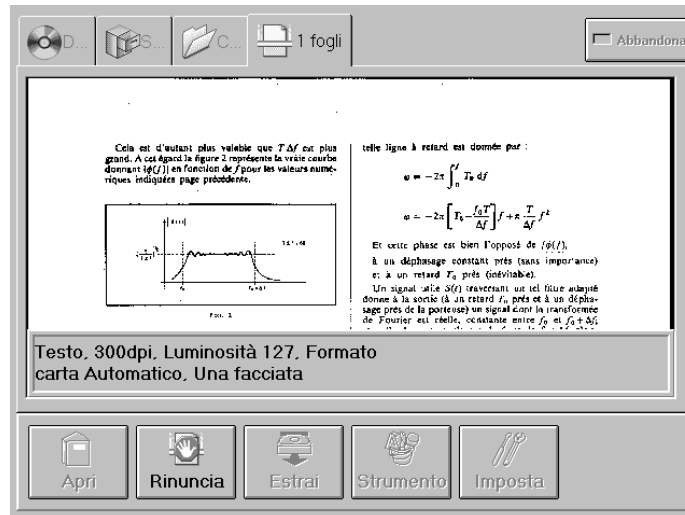 D...
S...
C...
1 fogli
Abbandona
Cela est d'autant plus valable que T Δf est plus
grand. A cet égard la figure 2 représente la vraie courbe
donnant |ϕ(f)| en fonction de f pour les valeurs numé-
riques indiquées page précédente.
telle ligne à retard est donnée par :
Et cette phase est bien l'opposé de /ϕ(f),
à un déphasage constant près (sans importance)
et à un retard T₀ près (inévitable).
Un signal utile S(t) traversant un tel filtre adapté
donne à la sortie (à un retard T₀ près et à un dépha-
sage près de la porteuse) un signal dont la transformée
de Fourier est réelle, constante entre f₀ et f₀ + Δf,
Testo, 300dpi, Luminosità 127, Formato
carta Automatico, Una facciata
Apri
Rinuncia
Estrai
Strumento
Imposta